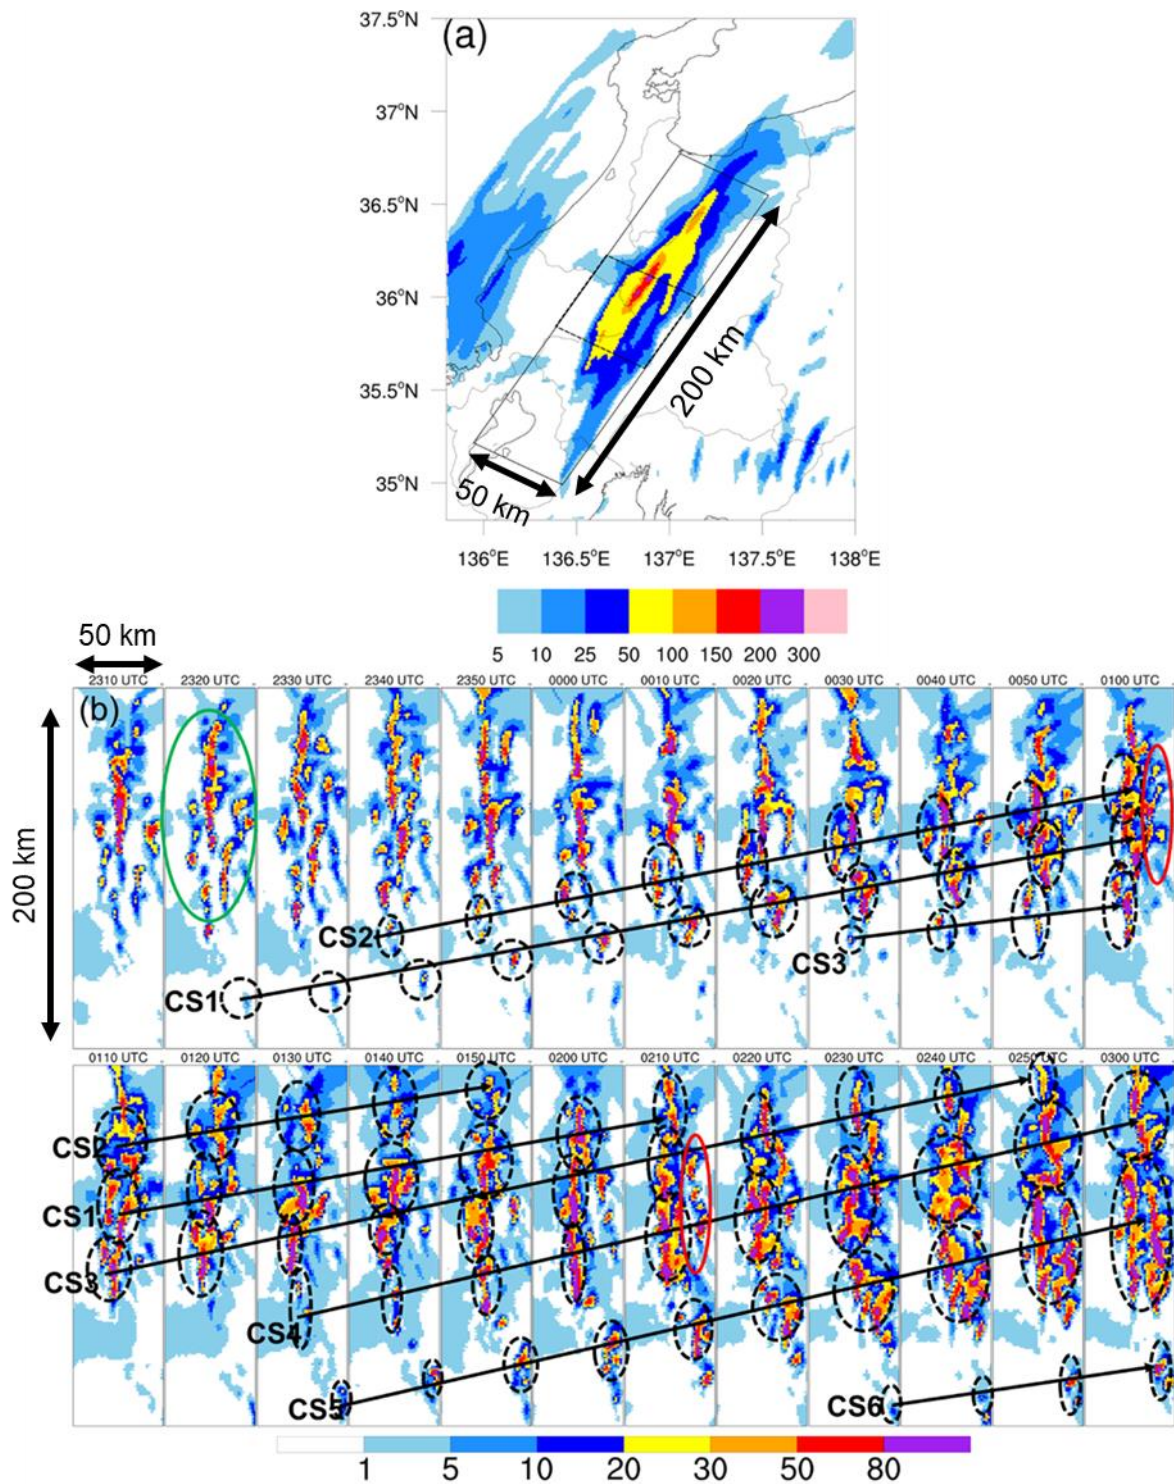 (a)
37.5°N
37°N
36.5°N
36°N
35.5°N
35°N
200 km
50 km
136°E 136.5°E 137°E 137.5°E 138°E
5 10 25 50 100 150 200 300
50 km
2310 UTC 2320 UTC 2330 UTC 2340 UTC 2350 UTC 0000 UTC 0010 UTC 0020 UTC 0030 UTC 0040 UTC 0050 UTC 0100 UTC
(b)
200 km
CS2
CS3
CS1
0110 UTC 0120 UTC 0130 UTC 0140 UTC 0150 UTC 0200 UTC 0210 UTC 0220 UTC 0230 UTC 0240 UTC 0250 UTC 0300 UTC
CS2
CS1
CS3
CS4
CS5
CS6
1 5 10 20 30 50 80